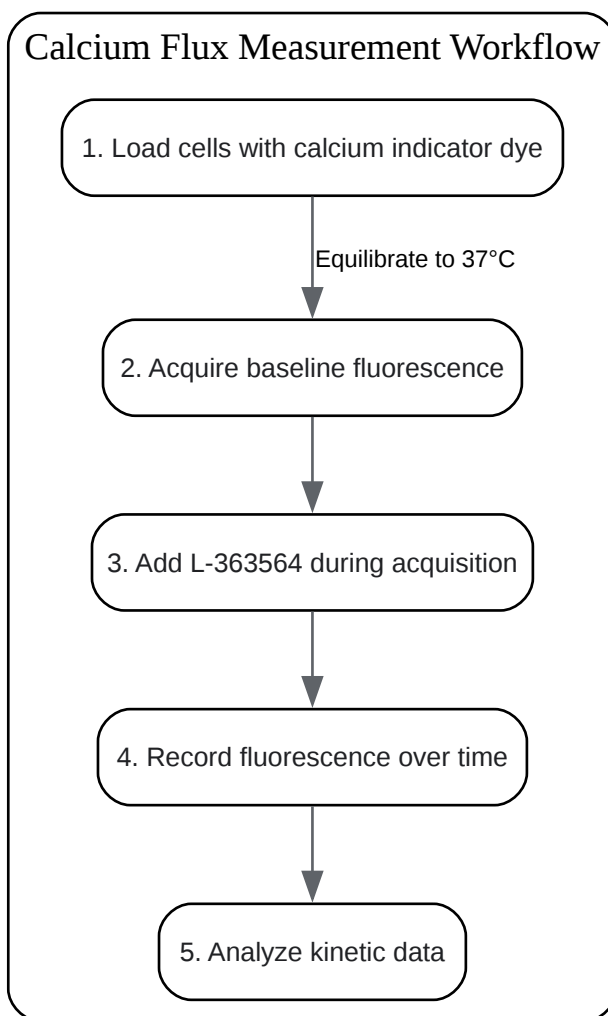 Calcium Flux Measurement Workflow
1. Load cells with calcium indicator dye
Equilibrate to 37°C
2. Acquire baseline fluorescence
3. Add L-363564 during acquisition
4. Record fluorescence over time
5. Analyze kinetic data